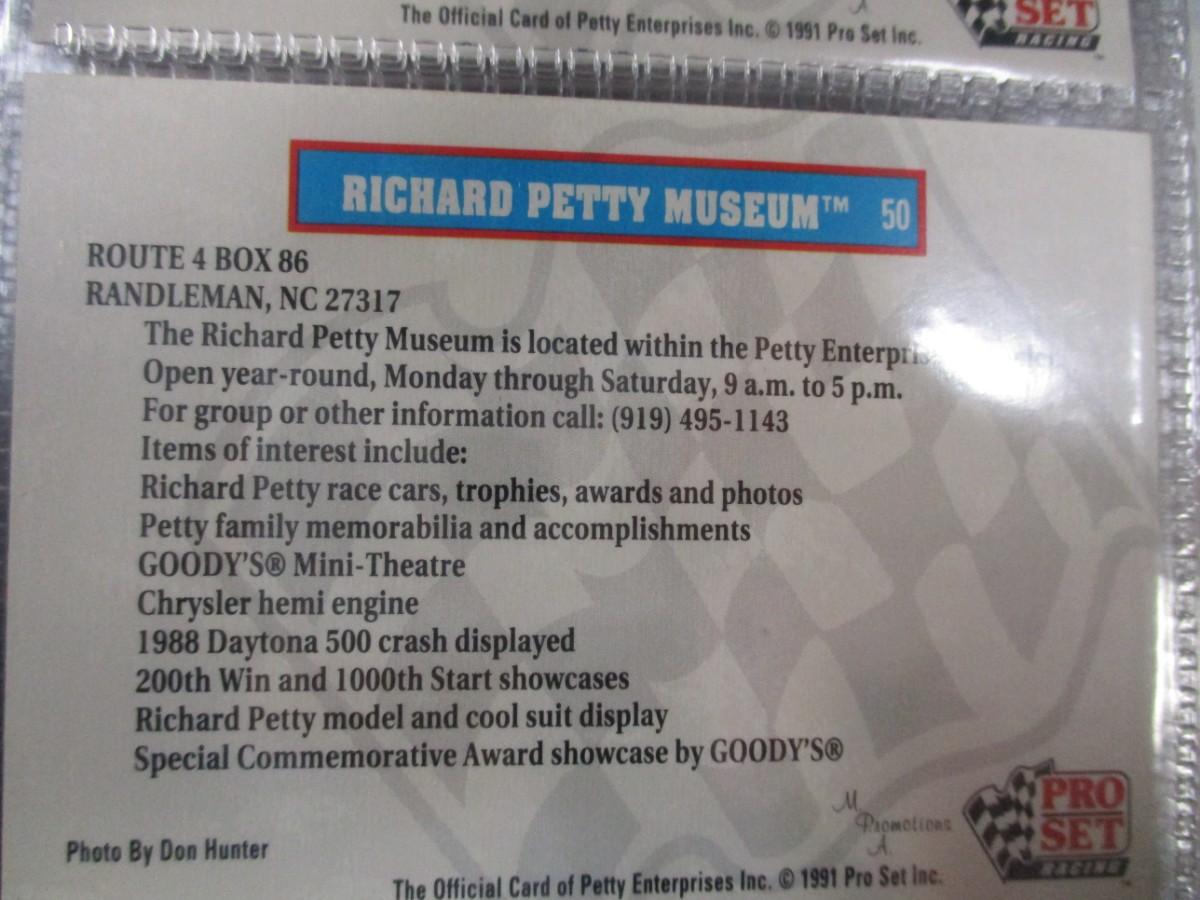 The Official Card of Petty Enterprises Inc. © 1991 Pro Set Inc.
SET
RACING
RICHARD PETTY MUSEUM™ 50
ROUTE 4 BOX 86
RANDLEMAN, NC 27317
The Richard Petty Museum is located within the Petty
Open year-round, Monday through Saturday, 9 a.m. to 5 p.m.
For group or other information call: (919) 495-1143
Items of interest include:
Richard Petty race cars, trophies, awards and photos
Petty family memorabilia and accomplishments
GOODY'S® Mini-Theatre
Chrysler hemi engine
1988 Daytona 500 crash displayed
200th Win and 1000th Start showcases
Richard Petty model and cool suit display
Special Commemorative Award showcase by GOODY'S®
M.
Promotions
A.
PRO
SET
RACING
Photo By Don Hunter
The Official Card of Petty Enterprises Inc. © 1991 Pro Set Inc.